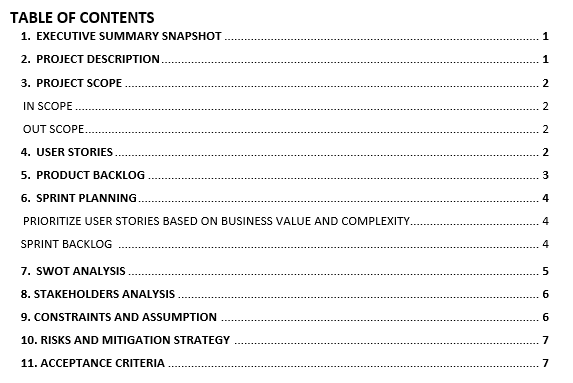 TABLE OF CONTENTS
1. EXECUTIVE SUMMARY SNAPSHOT ........................ 1
2. PROJECT DESCRIPTION ........................ 1
3. PROJECT SCOPE ........................ 2
IN SCOPE ........................ 2
OUT SCOPE ........................ 2
4. USER STORIES ........................ 2
5. PRODUCT BACKLOG ........................ 3
6. SPRINT PLANNING ........................ 4
PRIORITIZE USER STORIES BASED ON BUSINESS VALUE AND COMPLEXITY ........................ 4
SPRINT BACKLOG ........................ 4
7. SWOT ANALYSIS ........................ 5
8. STAKEHOLDERS ANALYSIS ........................ 6
9. CONSTRAINTS AND ASSUMPTION ........................ 6
10. RISKS AND MITIGATION STRATEGY ........................ 7
11. ACCEPTANCE CRITERIA ........................ 7